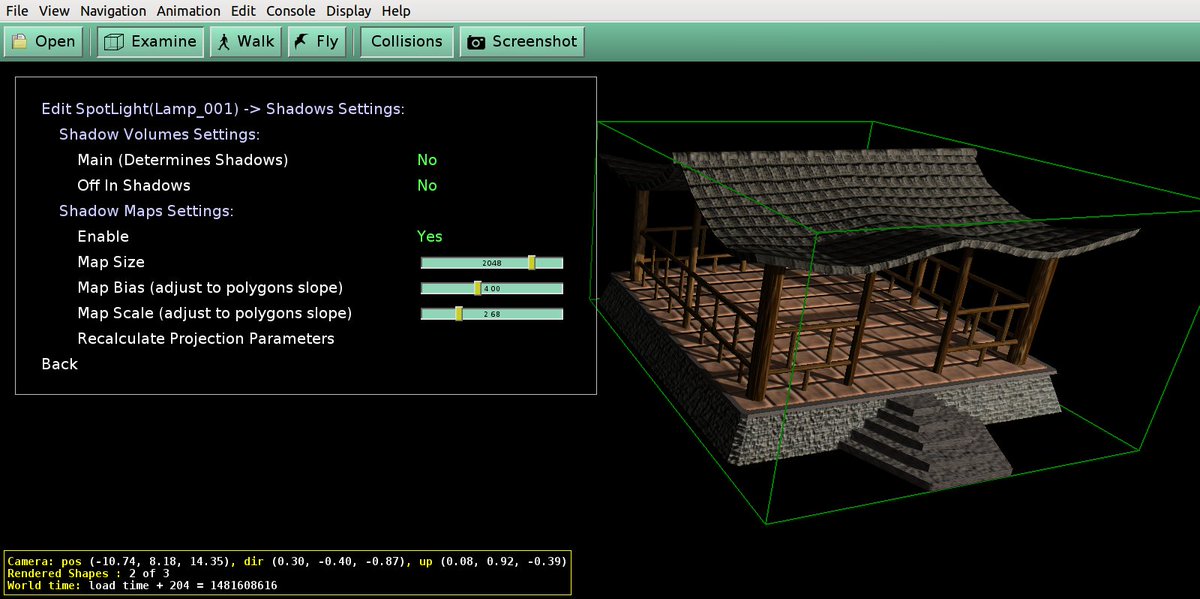 File View Navigation Animation Edit Console Display Help
Open Examine Walk Fly Collisions Screenshot
Edit SpotLight(Lamp_001) -> Shadows Settings:
Shadow Volumes Settings:
Main (Determines Shadows) No
Off In Shadows No
Shadow Maps Settings:
Enable Yes
Map Size 2048
Map Bias (adjust to polygons slope) 4 00
Map Scale (adjust to polygons slope) 2 68
Recalculate Projection Parameters
Back
Camera: pos (-10.74, 8.18, 14.35), dir (0.30, -0.40, -0.87), up (0.08, 0.92, -0.39)
Rendered Shapes : 2 of 3
World time: load time + 204 = 1481608616